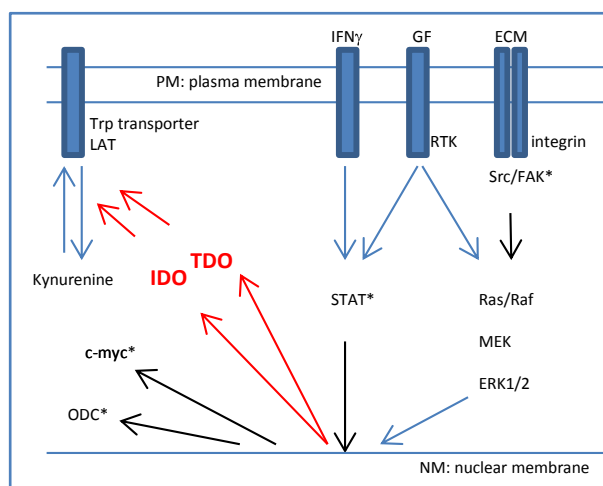 IFNγ GF ECM
PM: plasma membrane
Trp transporter
LAT
RTK
integrin
Src/FAK*
Kynurenine
IDO
TDO
STAT*
Ras/Raf
c-myc*
MEK
ODC*
ERK1/2
NM: nuclear membrane